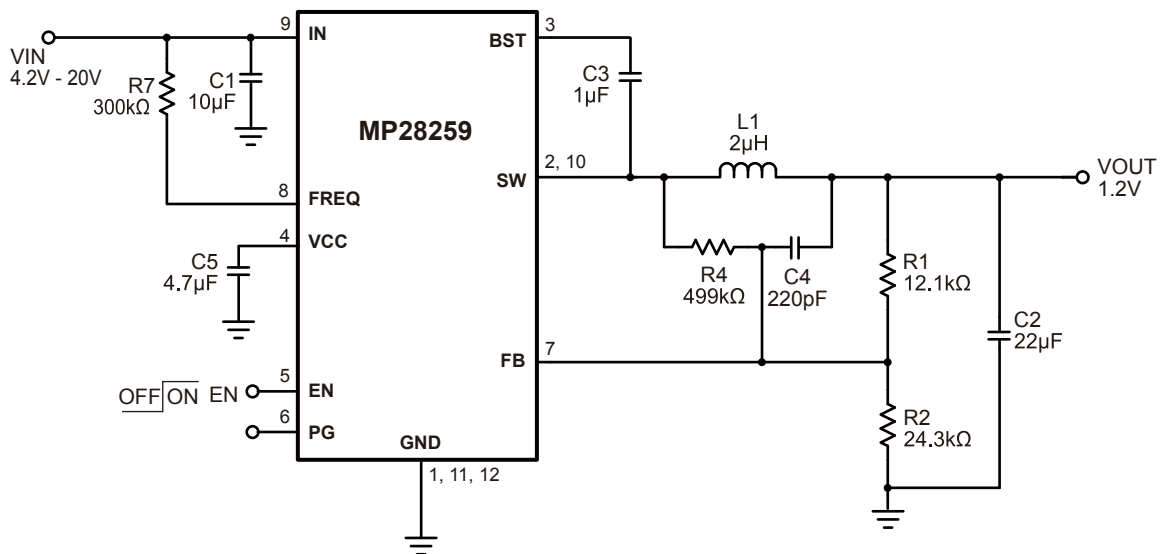 3
9
IN
BST
VIN
4.2V - 20V
R7
300kΩ
C1
10µF
C3
1µF
MP28259
L1
2µH
2, 10
SW
VOUT
1.2V
8
FREQ
4
VCC
C5
4.7µF
R4
499kΩ
C4
220pF
R1
12.1kΩ
C2
22µF
7
FB
5
OFF ON EN
EN
6
PG
R2
24.3kΩ
GND
1, 11, 12